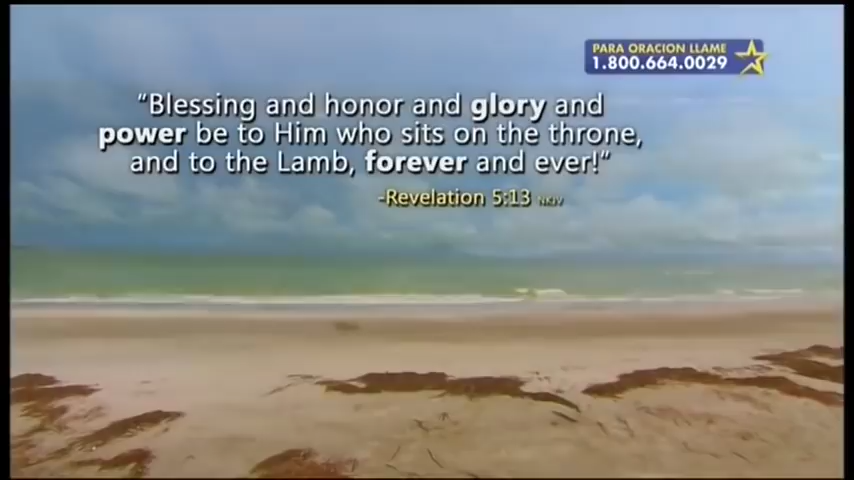 PARA ORACION LLAME
1.800.664.0029
"Blessing and honor and glory and
power be to Him who sits on the throne,
and to the Lamb, forever and ever!"
-Revelation 5:13 NKJV